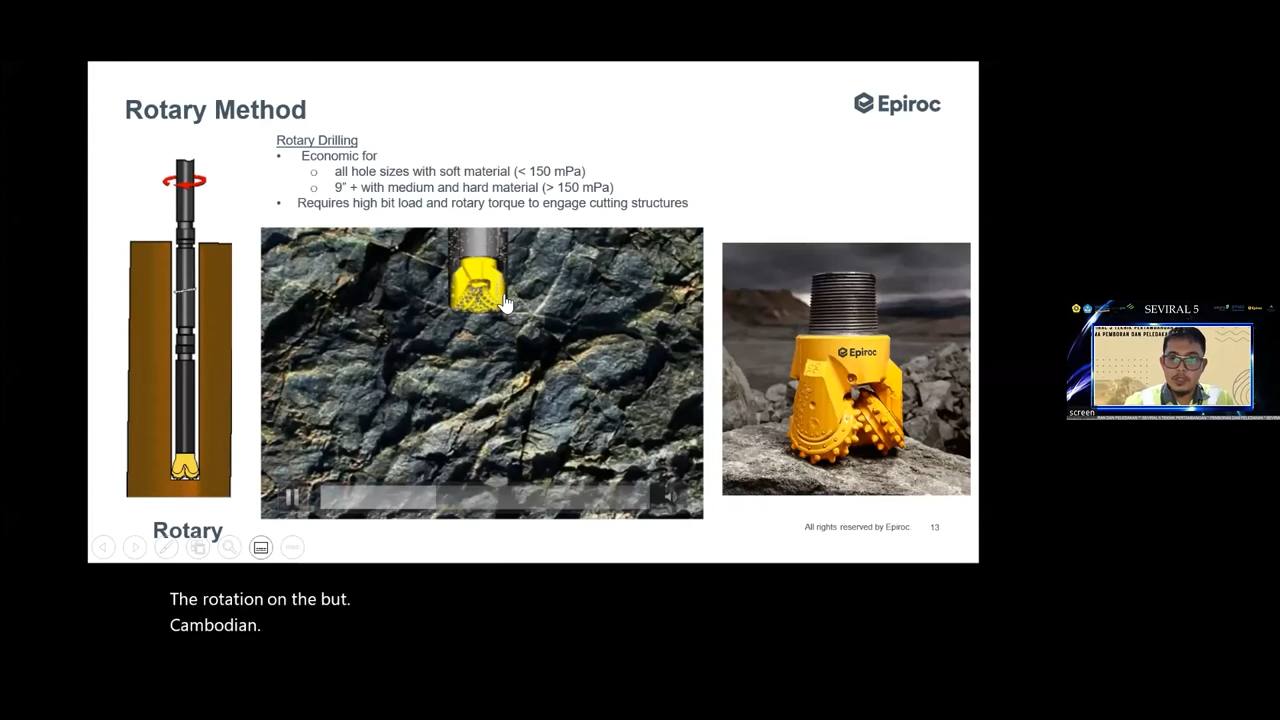 Rotary Method
Epiroc
Rotary Drilling
• Economic for
o all hole sizes with soft material (< 150 mPa)
o 9” + with medium and hard material (> 150 mPa)
• Requires high bit load and rotary torque to engage cutting structures
Epiroc
Rotary
All rights reserved by Epiroc 13
SEVIRAL 5
screen
The rotation on the but.
Cambodian.